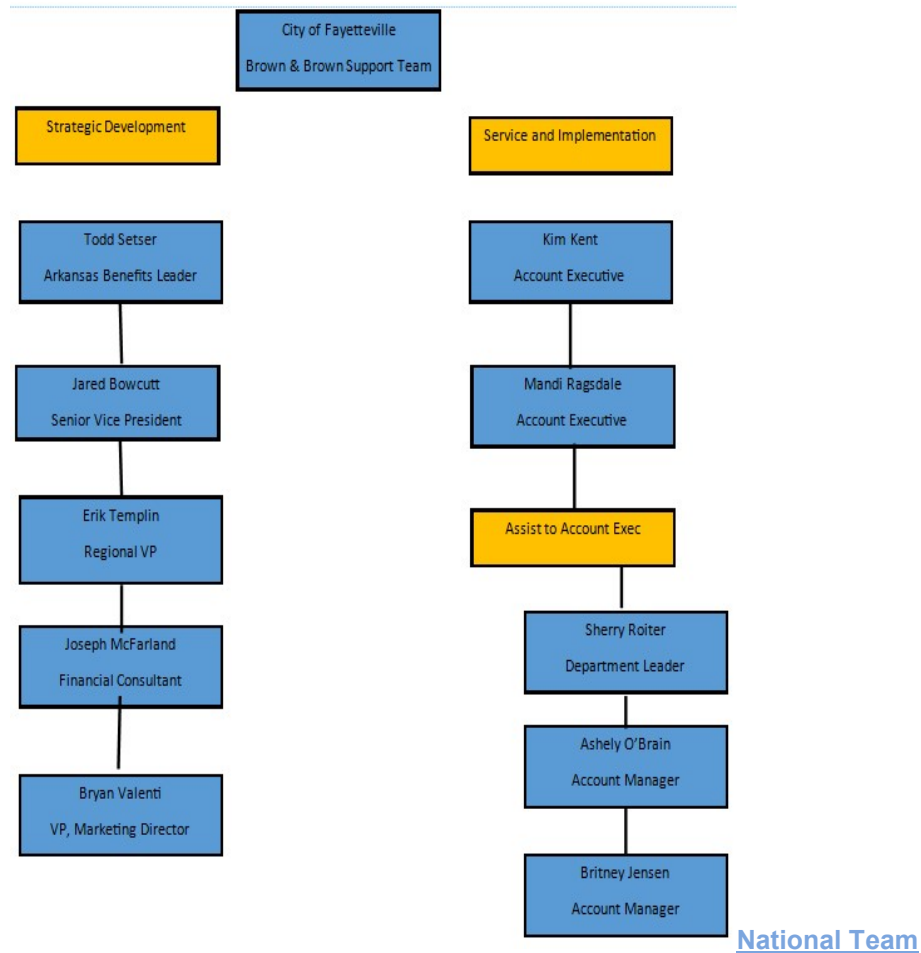 City of Fayetteville
Brown & Brown Support Team
Strategic Development
Todd Setser
Arkansas Benefits Leader
Jared Bowcutt
Senior Vice President
Erik Templin
Regional VP
Joseph McFarland
Financial Consultant
Bryan Valenti
VP, Marketing Director
Service and Implementation
Kim Kent
Account Executive
Mandi Ragsdale
Account Executive
Assist to Account Exec
Sherry Roiter
Department Leader
Ashely O'Brain
Account Manager
Britney Jensen
Account Manager
National Team